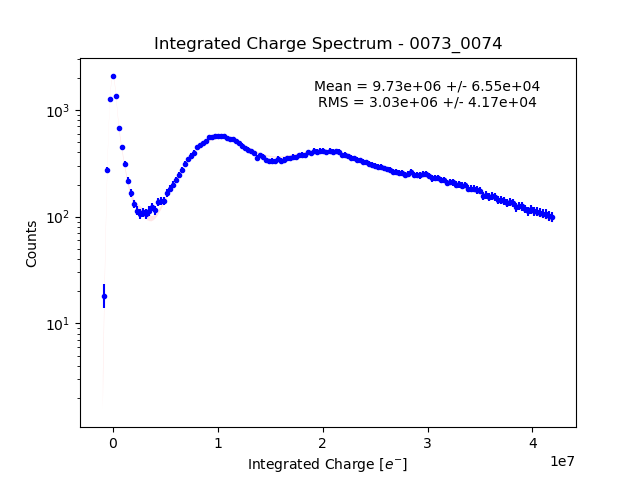 Integrated Charge Spectrum - 0073_0074
Mean = 9.73e+06 +/- 6.55e+04
RMS = 3.03e+06 +/- 4.17e+04
10³
10²
10¹
Counts
0 1 2 3 4
1e7
Integrated Charge [e⁻]